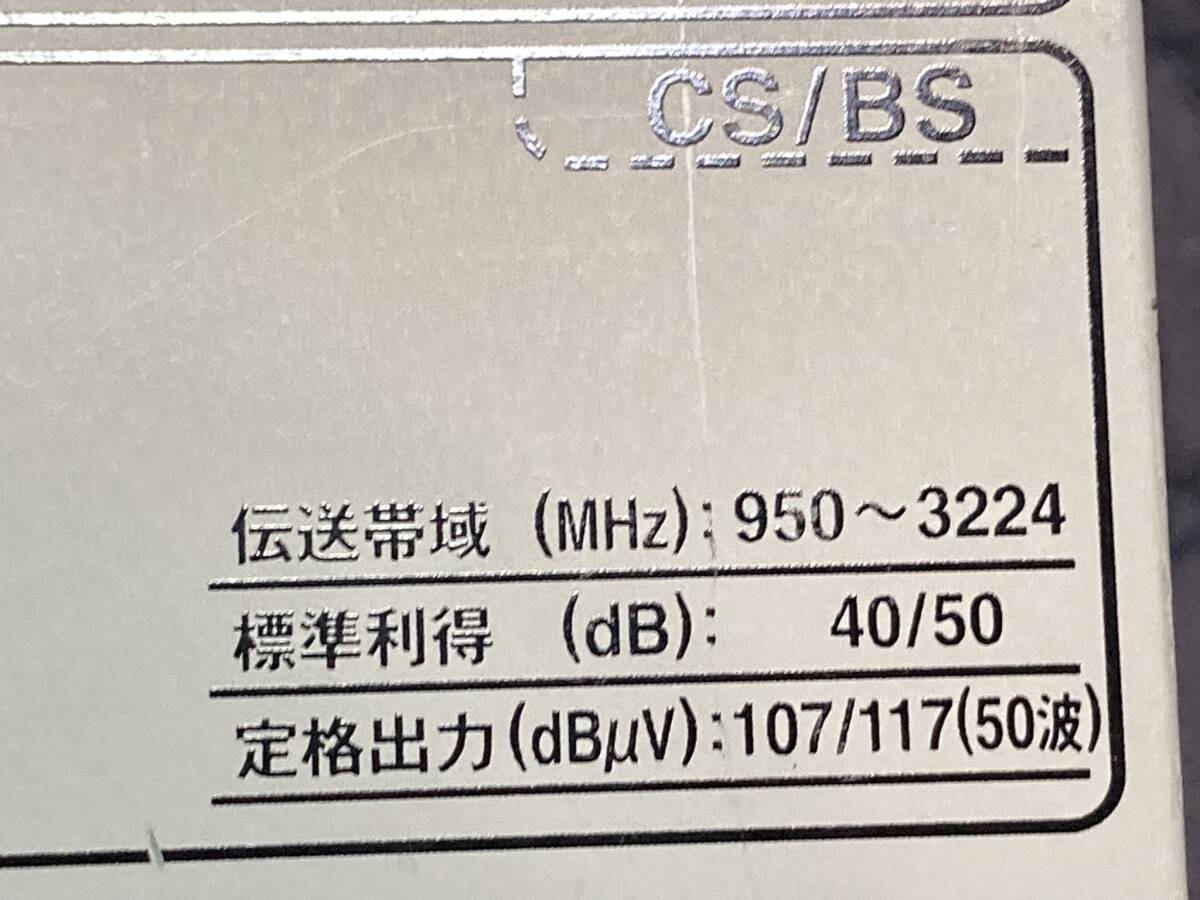 CS/BS
伝送帯域 (MHz):950〜3224
標準利得 (dB): 40/50
定格出力(dBμV):107/117(50波)